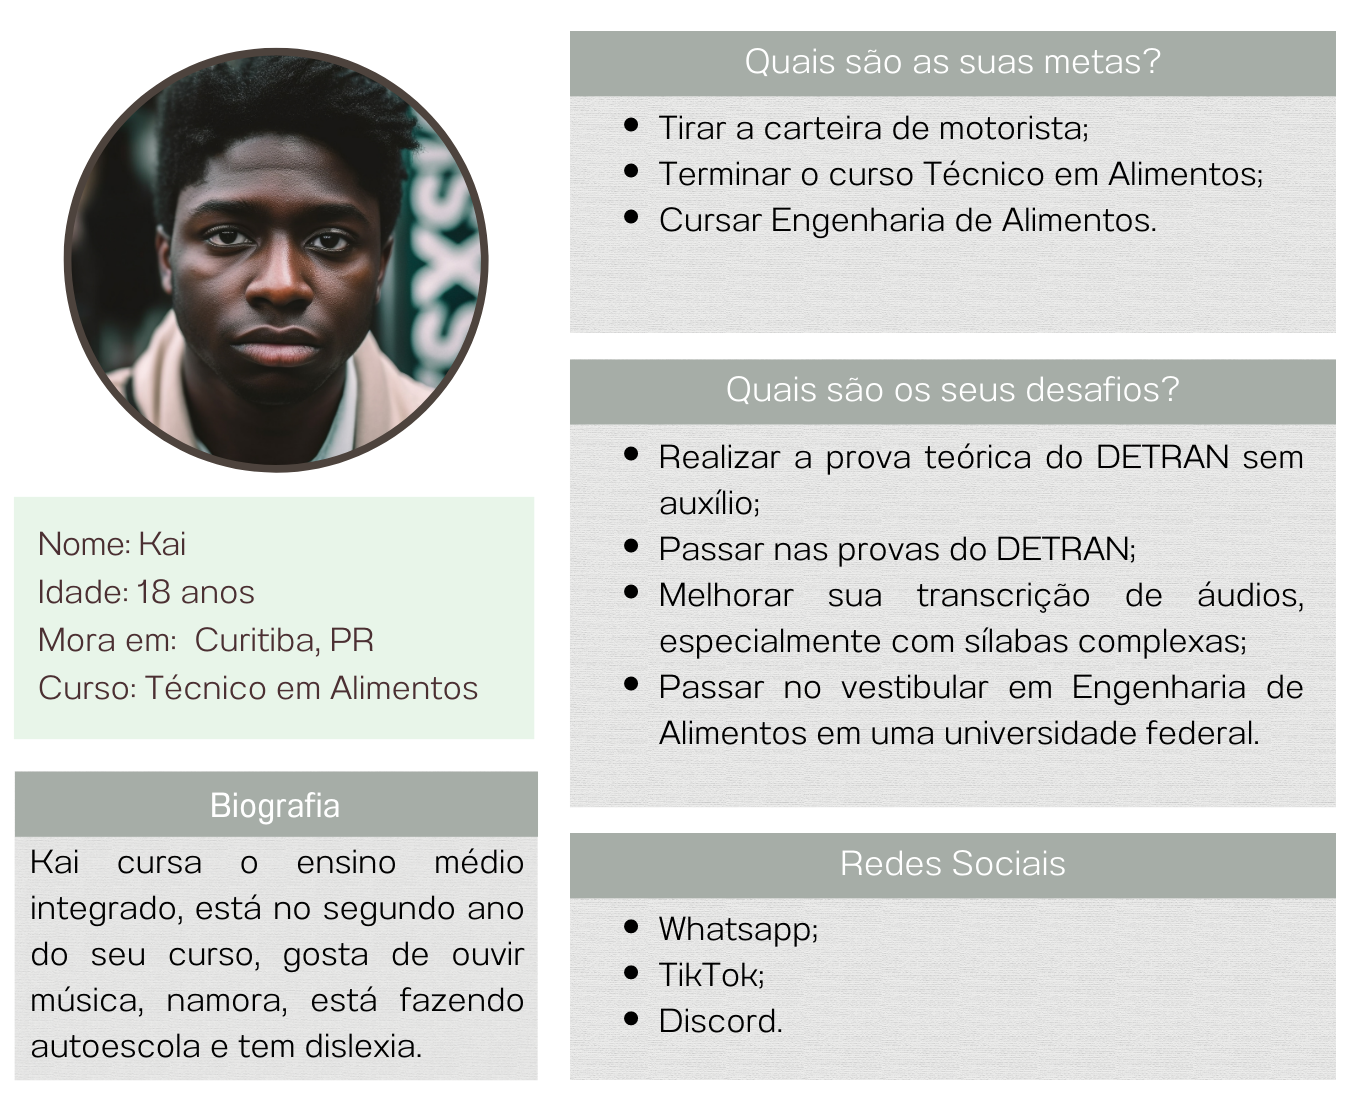 Nome: Kai
Idade: 18 anos
Mora em:  Curitiba, PR
Curso: Técnico em Alimentos
Biografia
Kai cursa o ensino médio
integrado, está no segundo ano
do seu curso, gosta de ouvir
música, namora, está fazendo
autoescola e tem dislexia.
Quais são as suas metas?
• Tirar a carteira de motorista;
• Terminar o curso Técnico em Alimentos;
• Cursar Engenharia de Alimentos.
Quais são os seus desafios?
• Realizar a prova teórica do DETRAN sem
auxílio;
• Passar nas provas do DETRAN;
• Melhorar sua transcrição de áudios,
especialmente com sílabas complexas;
• Passar no vestibular em Engenharia de
Alimentos em uma universidade federal.
Redes Sociais
• Whatsapp;
• TikTok;
• Discord.